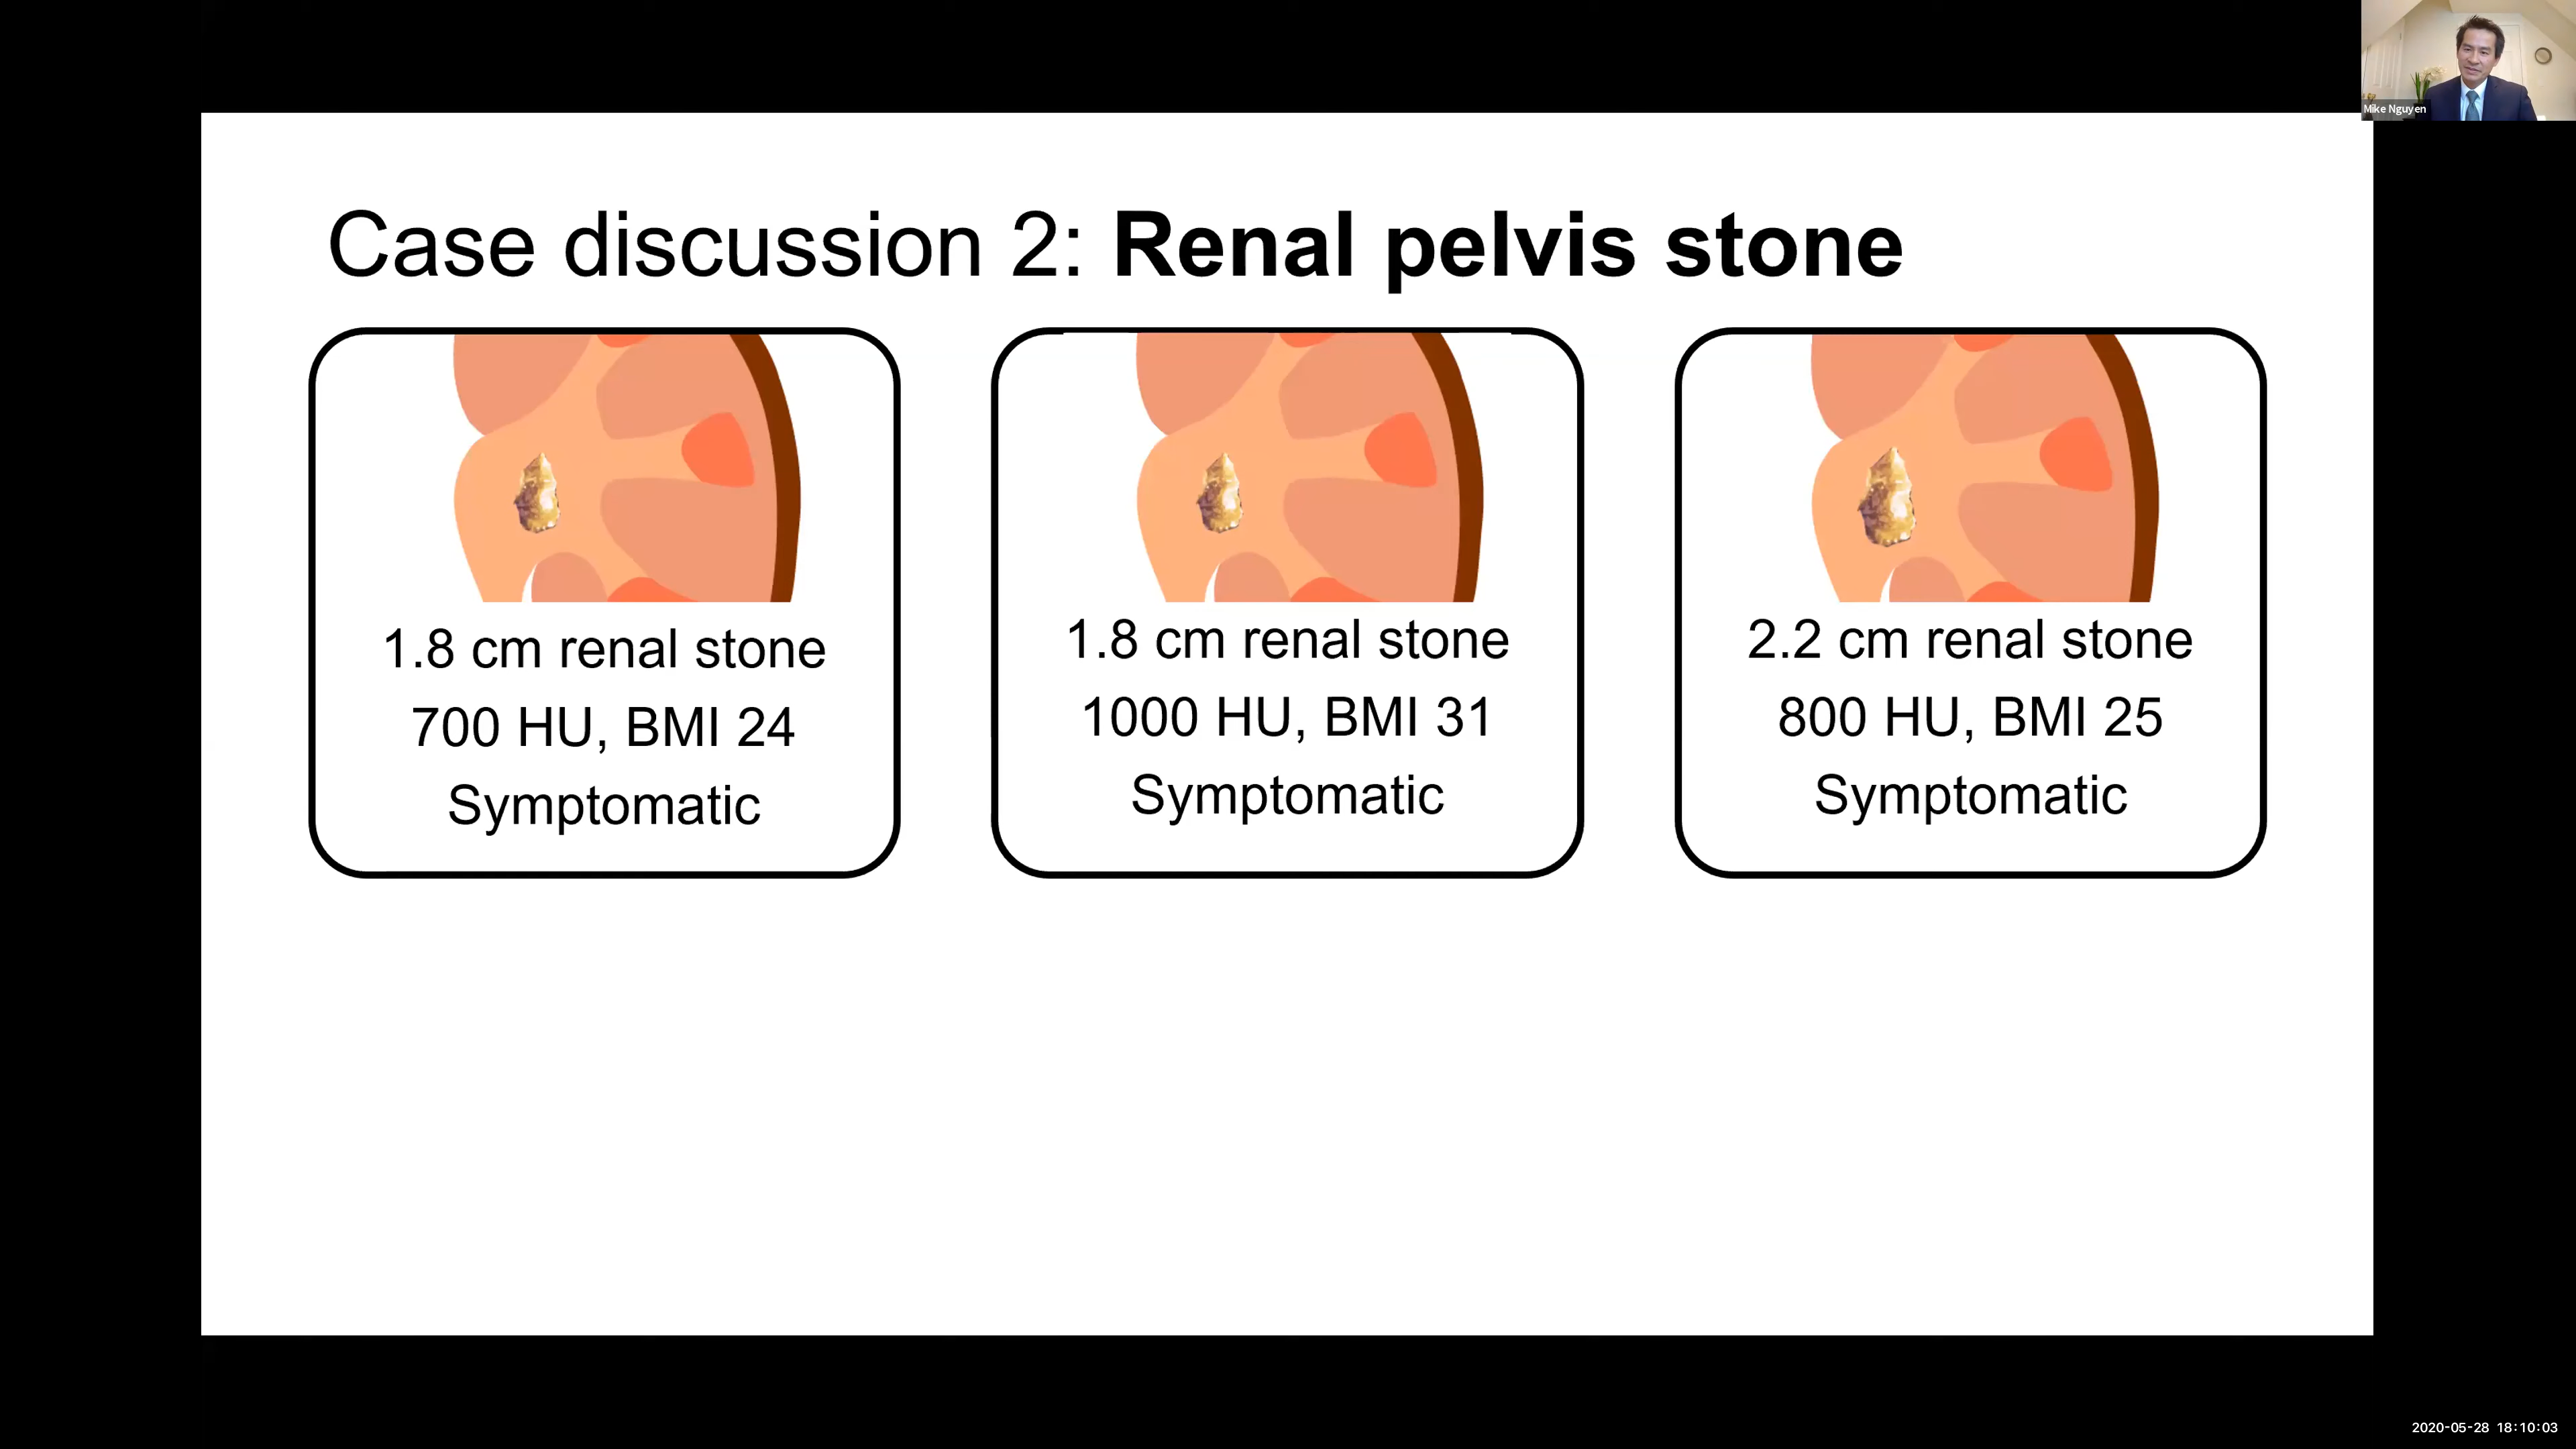 Mike Nguyen
Case discussion 2: Renal pelvis stone
1.8 cm renal stone
700 HU, BMI 24
Symptomatic
1.8 cm renal stone
1000 HU, BMI 31
Symptomatic
2.2 cm renal stone
800 HU, BMI 25
Symptomatic
2020-05-28 18:10:03